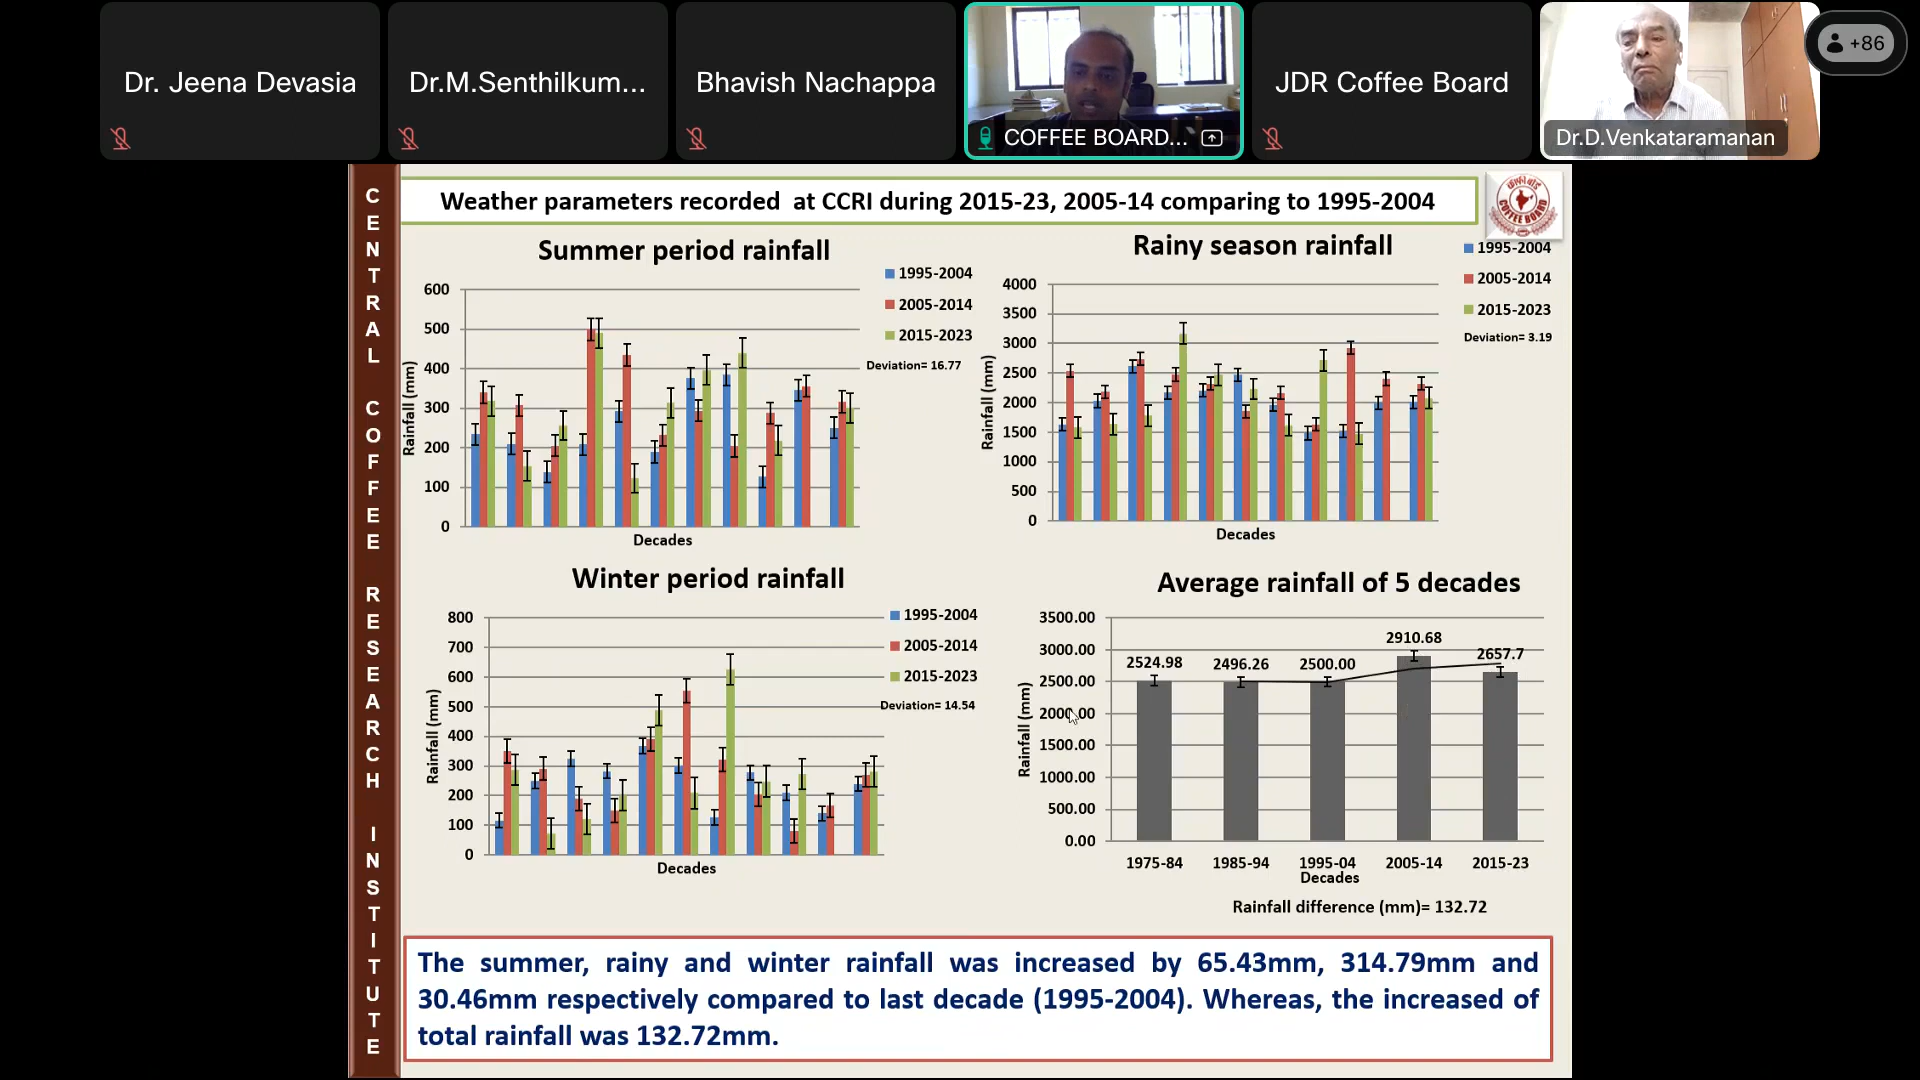 Dr. Jeena Devasia
Dr.M.Senthilkum...
Bhavish Nachappa
COFFEE BOARD...
JDR Coffee Board
Dr.D.Venkataramanan
+86
CENTRAL COFFEE RESEARCH INSTITUTE
Weather parameters recorded at CCRI during 2015-23, 2005-14 comparing to 1995-2004
COFFEE BOARD
Summer period rainfall
1995-2004
2005-2014
2015-2023
Deviation= 16.77
600
500
400
300
200
100
0
Rainfall (mm)
Decades
Rainy season rainfall
1995-2004
2005-2014
2015-2023
Deviation= 3.19
4000
3500
3000
2500
2000
1500
1000
500
0
Rainfall (mm)
Decades
Winter period rainfall
1995-2004
2005-2014
2015-2023
Deviation= 14.54
800
700
600
500
400
300
200
100
0
Rainfall (mm)
Decades
Average rainfall of 5 decades
3500.00
3000.00
2500.00
2000.00
1500.00
1000.00
500.00
0.00
Rainfall (mm)
2524.98
2496.26
2500.00
2910.68
2657.7
1975-84 1985-94 1995-04 2005-14 2015-23
Decades
Rainfall difference (mm)= 132.72
The summer, rainy and winter rainfall was increased by 65.43mm, 314.79mm and
30.46mm respectively compared to last decade (1995-2004). Whereas, the increased of
total rainfall was 132.72mm.